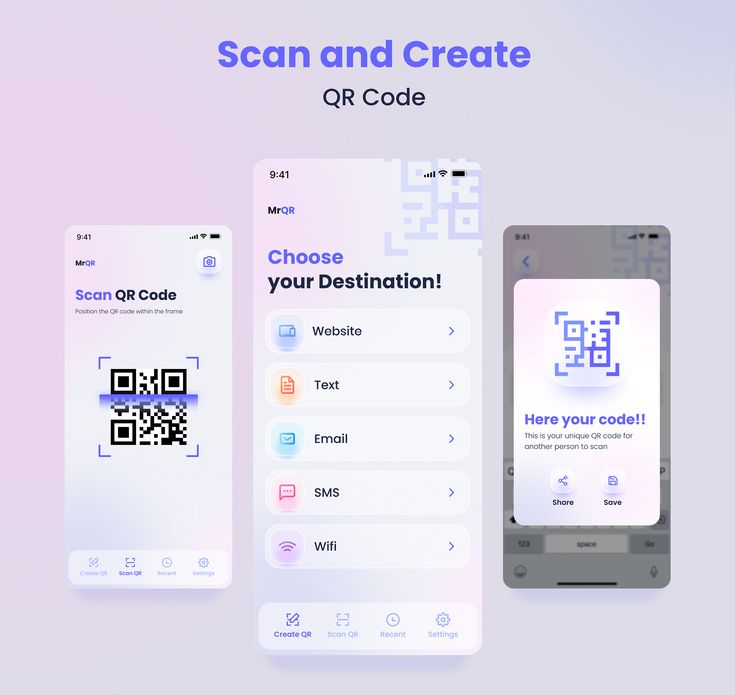 Scan and Create
QR Code
9:41
MrQR
Scan QR Code
Position the QR code within the frame
Create QR
Scan QR
Recent
Settings
9:41
MrQR
Choose
your Destination!
Website
Text
Email
SMS
Wifi
Create QR
Scan QR
Recent
Settings
9:41
Here your code!!
This is your unique QR code for
another person to scan
Share
Save
Q
P
123
space
Go